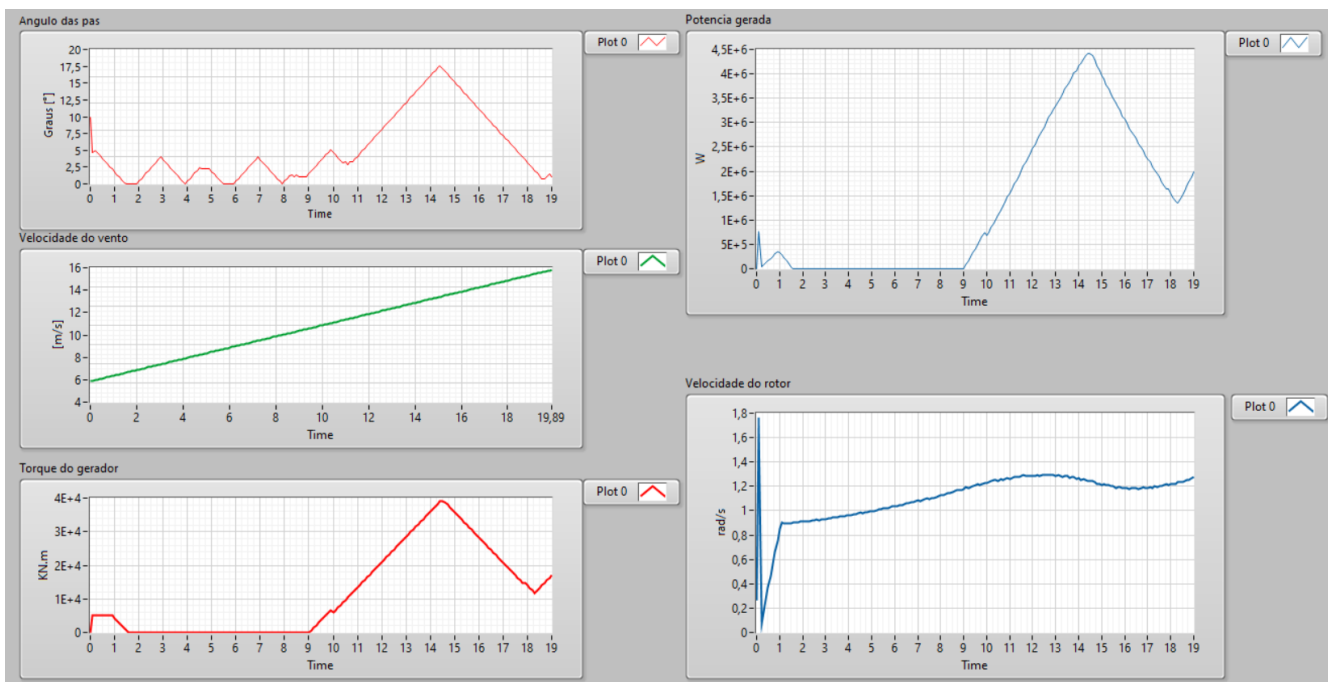 Angulo das pas
Plot 0
Graus [°]
20
17,5
15
12,5
10
7,5
5
2,5
0
0 1 2 3 4 5 6 7 8 9 10 11 12 13 14 15 16 17 18 19
Time
Velocidade do vento
Plot 0
[m/s]
16
14
12
10
8
6
4
0 2 4 6 8 10 12 14 16 18 19,89
Time
Torque do gerador
Plot 0
KN.m
4E+4
3E+4
2E+4
1E+4
0
0 1 2 3 4 5 6 7 8 9 10 11 12 13 14 15 16 17 18 19
Time
Potencia gerada
Plot 0
W
4,5E+6
4E+6
3,5E+6
3E+6
2,5E+6
2E+6
1,5E+6
1E+6
5E+5
0
0 1 2 3 4 5 6 7 8 9 10 11 12 13 14 15 16 17 18 19
Time
Velocidade do rotor
Plot 0
rad/s
1,8
1,6
1,4
1,2
1
0,8
0,6
0,4
0,2
0
0 1 2 3 4 5 6 7 8 9 10 11 12 13 14 15 16 17 18 19
Time